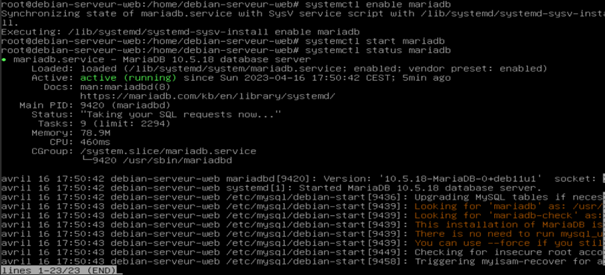 root@debian-serveur-web:/home/debian-serveur-web# systemctl enable mariadb
Synchronizing state of mariadb.service with SysV service script with /lib/systemd/systemd-sysv-insta
ll.
Executing: /lib/systemd/systemd-sysv-install enable mariadb
root@debian-serveur-web:/home/debian-serveur-web# systemctl start mariadb
root@debian-serveur-web:/home/debian-serveur-web# systemctl status mariadb
● mariadb.service - MariaDB 10.5.18 database server
Loaded: loaded (/lib/systemd/system/mariadb.service; enabled; vendor preset: enabled)
Active: active (running) since Sun 2023-04-16 17:50:42 CEST; 5min ago
Docs: man:mariadbd(8)
https://mariadb.com/kb/en/library/systemd/
Main PID: 9420 (mariadbd)
Status: "Taking your SQL requests now..."
Tasks: 9 (limit: 2294)
Memory: 78.9M
CPU: 460ms
CGroup: /system.slice/mariadb.service
└─9420 /usr/sbin/mariadbd
avril 16 17:50:42 debian-serveur-web mariadbd[9420]: Version: '10.5.18-MariaDB-0+deb11u1' socket:
avril 16 17:50:42 debian-serveur-web systemd[1]: Started MariaDB 10.5.18 database server.
avril 16 17:50:42 debian-serveur-web /etc/mysql/debian-start[9436]: Upgrading MySQL tables if neces
avril 16 17:50:43 debian-serveur-web /etc/mysql/debian-start[9439]: Looking for 'mariadb' as: /usr/
avril 16 17:50:43 debian-serveur-web /etc/mysql/debian-start[9439]: Looking for 'mariadb-check' as:
avril 16 17:50:43 debian-serveur-web /etc/mysql/debian-start[9439]: This installation of MariaDB is
avril 16 17:50:43 debian-serveur-web /etc/mysql/debian-start[9439]: There is no need to run mysql_u
avril 16 17:50:43 debian-serveur-web /etc/mysql/debian-start[9439]: You can use --force if you still
avril 16 17:50:43 debian-serveur-web /etc/mysql/debian-start[9449]: Checking for insecure root acco
avril 16 17:50:43 debian-serveur-web /etc/mysql/debian-start[9458]: Triggering myisam-recover for a
lines 1-23/23 (END)